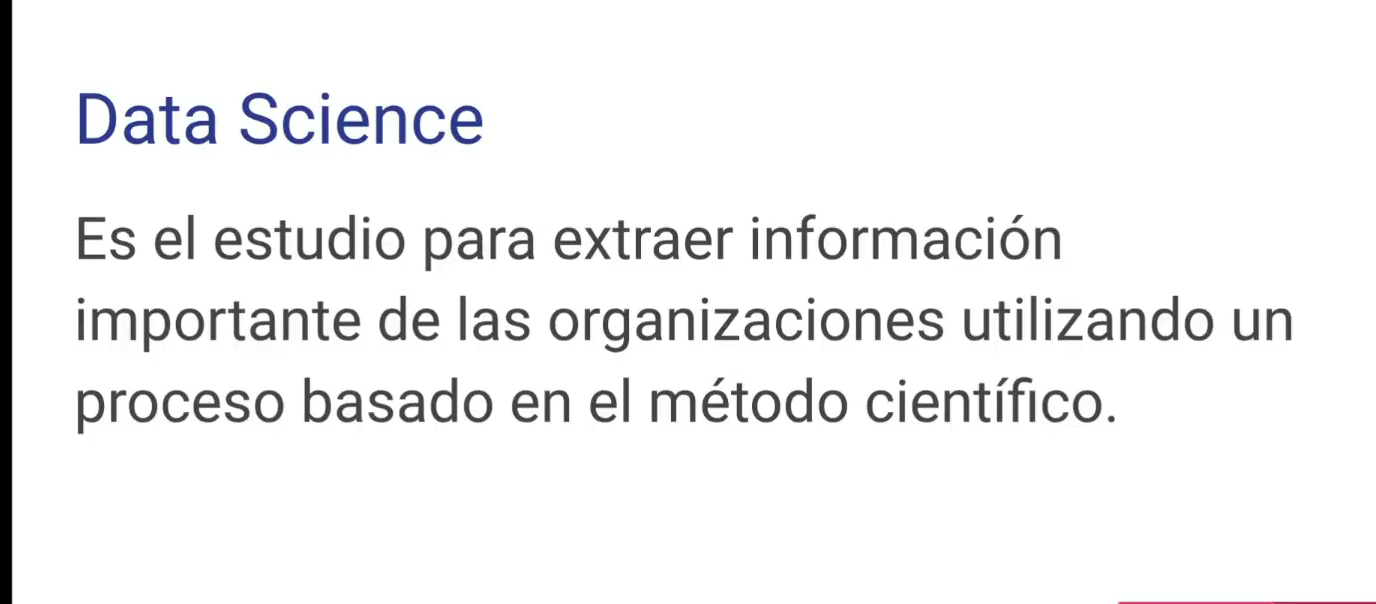 Data Science
Es el estudio para extraer información
importante de las organizaciones utilizando un
proceso basado en el método científico.